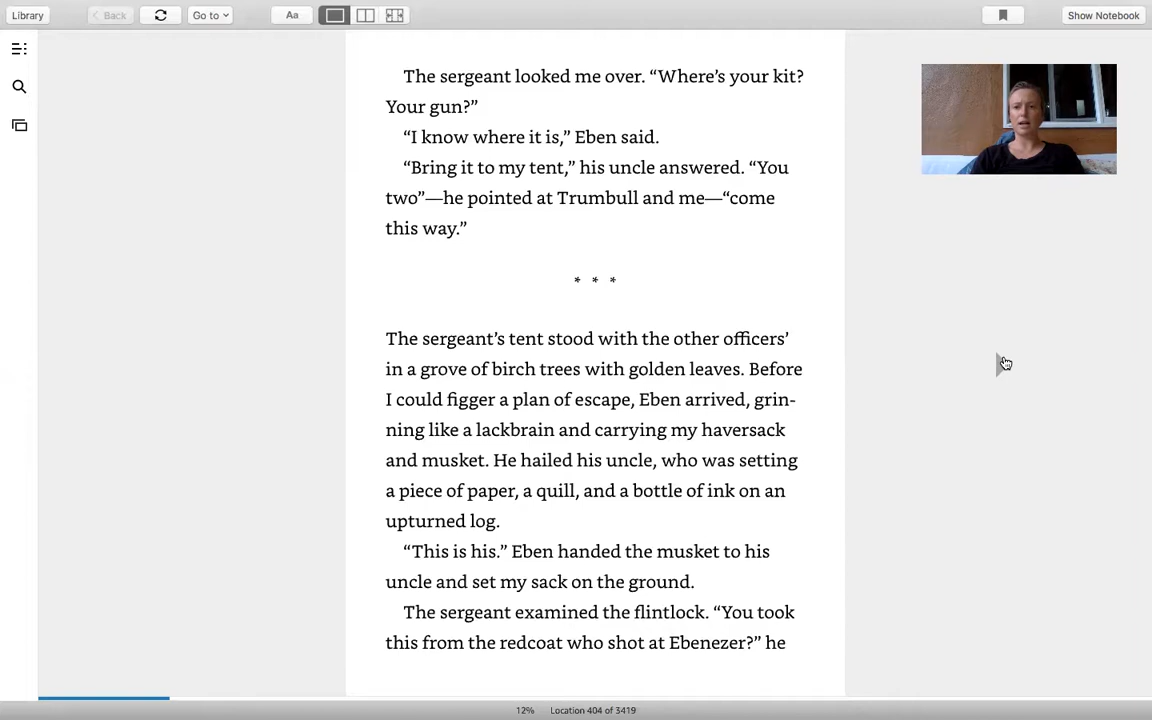 Library
Back
Go to
Aa
Show Notebook
The sergeant looked me over. “Where’s your kit?
Your gun?”
“I know where it is,” Eben said.
“Bring it to my tent,” his uncle answered. “You
two”—he pointed at Trumbull and me—“come
this way.”
* * *
The sergeant’s tent stood with the other officers’
in a grove of birch trees with golden leaves. Before
I could figger a plan of escape, Eben arrived, grin-
ning like a lackbrain and carrying my haversack
and musket. He hailed his uncle, who was setting
a piece of paper, a quill, and a bottle of ink on an
upturned log.
“This is his.” Eben handed the musket to his
uncle and set my sack on the ground.
The sergeant examined the flintlock. “You took
this from the redcoat who shot at Ebenezer?” he
12% Location 404 of 3419